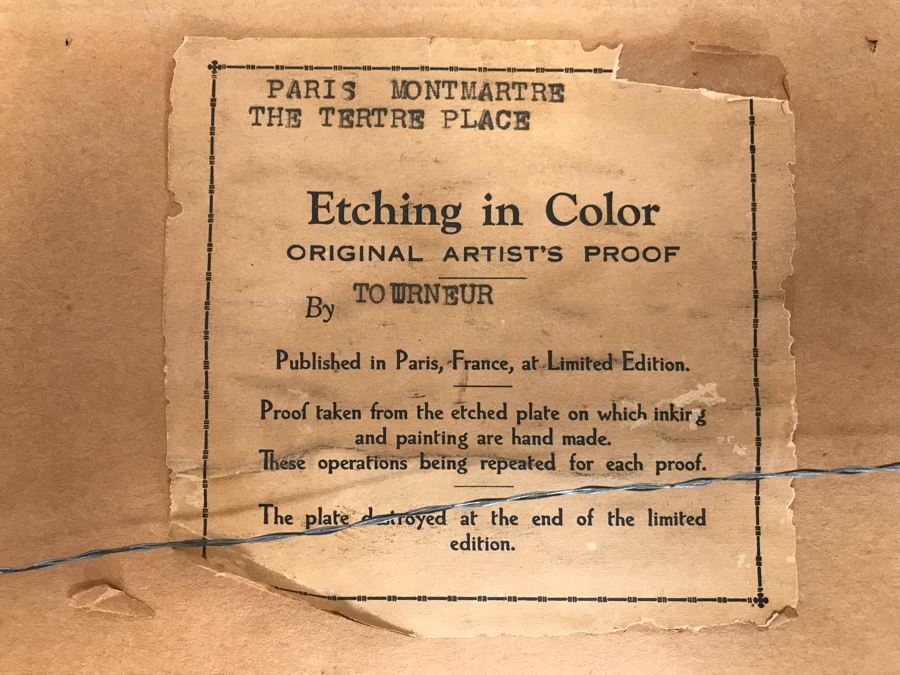 PARIS MONTMARTRE
THE TERTRE PLACE
Etching in Color
ORIGINAL ARTIST'S PROOF
By TOURNEUR
Published in Paris, France, at Limited Edition.
Proof taken from the etched plate on which inking
and painting are hand made.
These operations being repeated for each proof.
The plate destroyed at the end of the limited
edition.